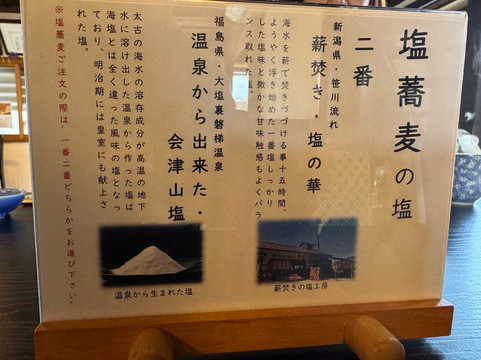 塩蕎麦の塩
二番
新潟県・笹川流れ
薪焚き・塩の華
海水を薪で焚きつづける事十五時間、
ようやく浮き始めた一番塩しっかり
した塩味と微かな甘味触感もよくバラ
ンス取れた塩。
福島県・大塩裏磐梯温泉
温泉から出来た・
会津山塩
太古の海水の溶存成分が高温の地下
水に溶け出した温泉から作った塩は
海塩とは全く違った風味の塩となっ
ており、明治期には皇室にも献上さ
れた塩。
※塩蕎麦ご注文の際は、一番二番どちらかをお選び下さい。
薪焚きの塩工房
温泉から生まれた塩